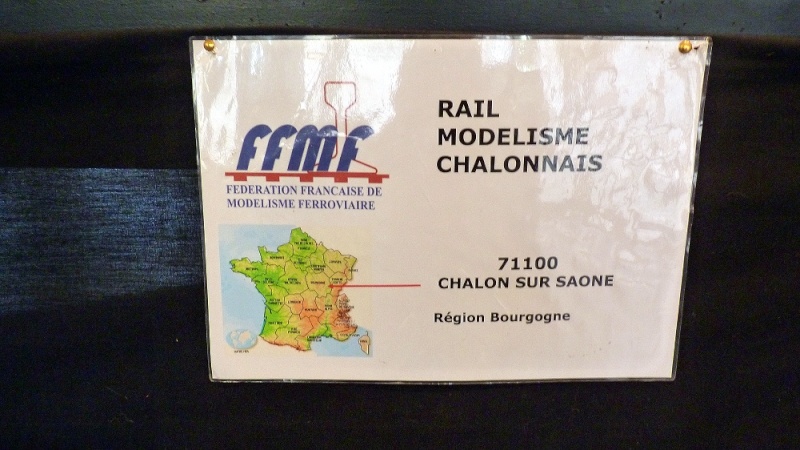 FFMF
FEDERATION FRANCAISE DE
MODELISME FERROVIAIRE
RAIL
MODELISME
CHALONNAIS
71100
CHALON SUR SAONE
Région Bourgogne